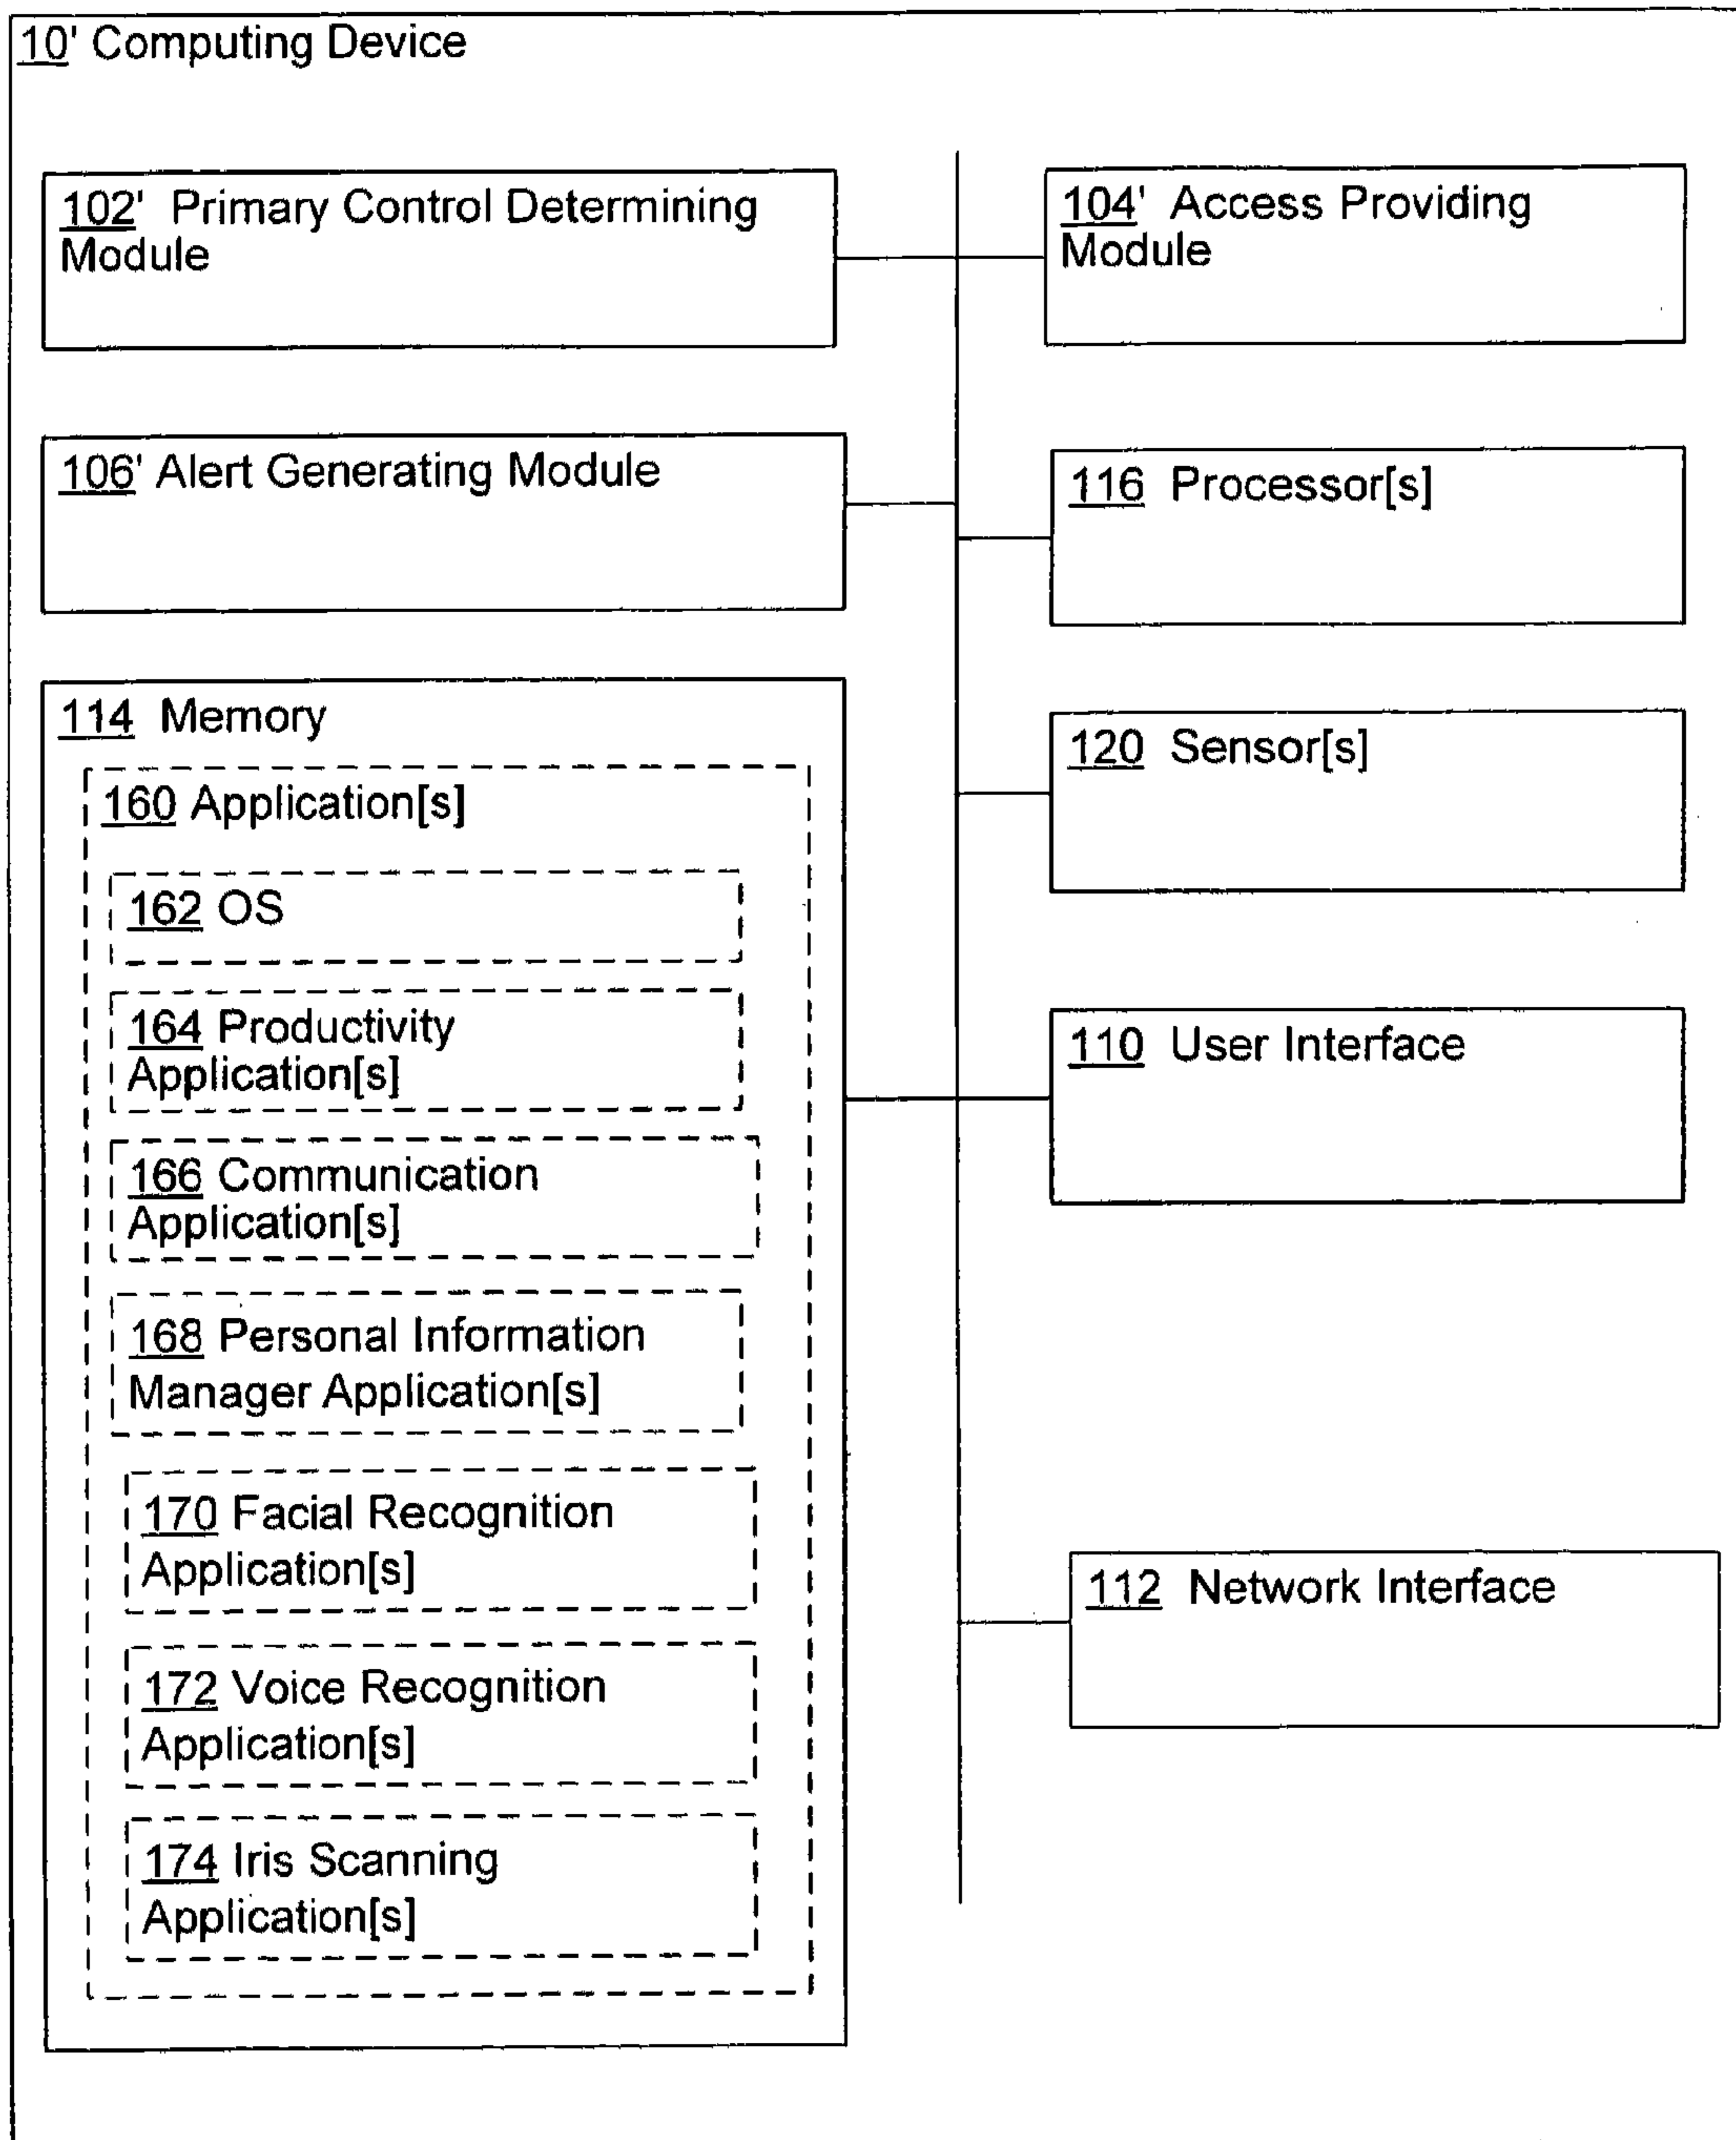 10' Computing Device
102' Primary Control Determining
Module
104' Access Providing
Module
106' Alert Generating Module
116 Processor[s]
114 Memory
160 Application[s]
162 OS
164 Productivity
Application[s]
166 Communication
Application[s]
168 Personal Information
Manager Application[s]
170 Facial Recognition
Application[s]
172 Voice Recognition
Application[s]
174 Iris Scanning
Application[s]
120 Sensor[s]
110 User Interface
112 Network Interface